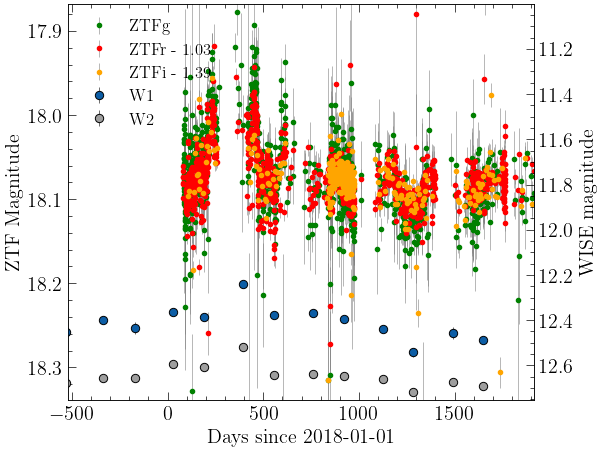 17.9
18.0
18.1
18.2
18.3
ZTF Magnitude
ZTFg
ZTFr - 1.03
ZTFi - 1.39
W1
W2
11.2
11.4
11.6
11.8
12.0
12.2
12.4
12.6
WISE magnitude
−500 0 500 1000 1500
Days since 2018-01-01